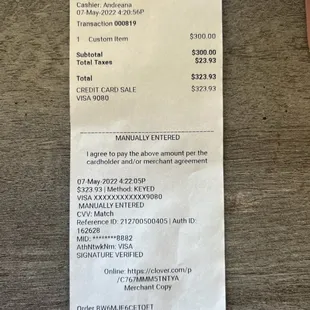 Cashier: Andreana
07-May-2022 4:20:56P
Transaction 000819
1 Custom Item $300.00
Subtotal $300.00
Total Taxes $23.93
Total $323.93
CREDIT CARD SALE $323.93
VISA 9080
MANUALLY ENTERED
I agree to pay the above amount per the
cardholder and/or merchant agreement
07-May-2022 4:22:05P
$323.93 | Method: KEYED
VISA XXXXXXXXXXXX9080
MANUALLY ENTERED
CVV: Match
Reference ID: 212700500405 | Auth ID:
162628
MID: ********8882
AthNtwkNm: VISA
SIGNATURE VERIFIED
Online: https://clover.com/p
/C767MMM5TNTYA
Merchant Copy
Order